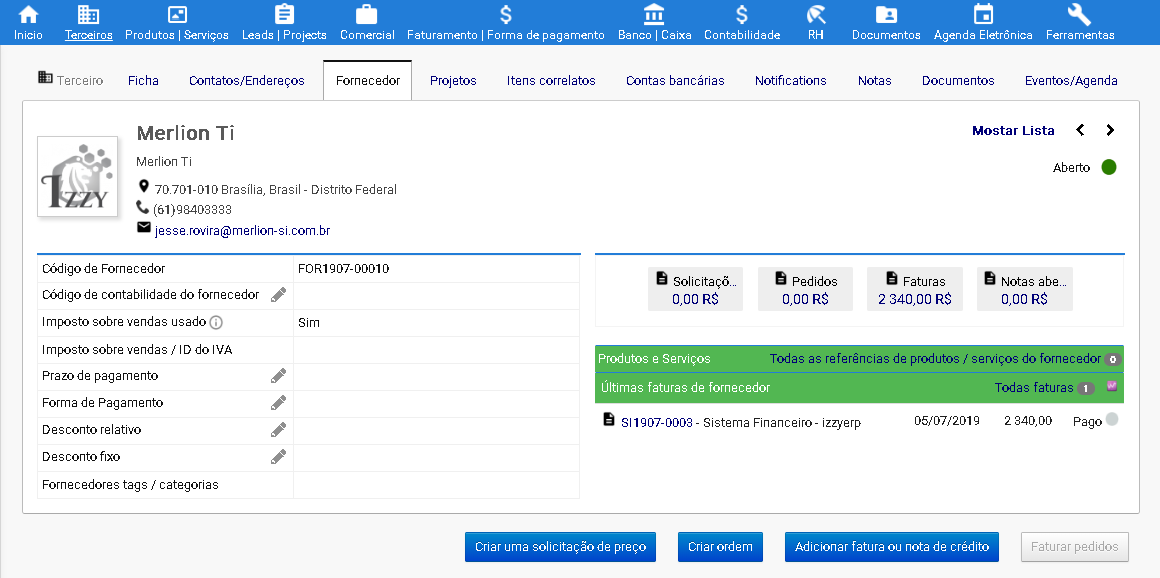 Inicio Terceiros Produtos | Serviços Leads | Projects Comercial Faturamento | Forma de pagamento Banco | Caixa Contabilidade RH Documentos Agenda Eletrônica Ferramentas
Terceiro Ficha Contatos/Endereços Fornecedor Projetos Itens correlatos Contas bancárias Notifications Notas Documentos Eventos/Agenda
IZZY
Merlion Ti
Merlion Ti
70.701-010 Brasília, Brasil - Distrito Federal
(61)98403333
jesse.rovira@merlion-si.com.br
Mostar Lista
Aberto
Código de Fornecedor FOR1907-00010
Código de contabilidade do fornecedor
Imposto sobre vendas usado Sim
Imposto sobre vendas / ID do IVA
Prazo de pagamento
Forma de Pagamento
Desconto relativo
Desconto fixo
Fornecedores tags / categorias
Solicitaçõ... Pedidos Faturas Notas abe...
0,00 R$ 0,00 R$ 2 340,00 R$ 0,00 R$
Produtos e Serviços Todas as referências de produtos / serviços do fornecedor 0
Últimas faturas de fornecedor Todas faturas 1
SI1907-0003 - Sistema Financeiro - izzyerp 05/07/2019 2 340,00 Pago
Criar uma solicitação de preço Criar ordem Adicionar fatura ou nota de crédito Faturar pedidos